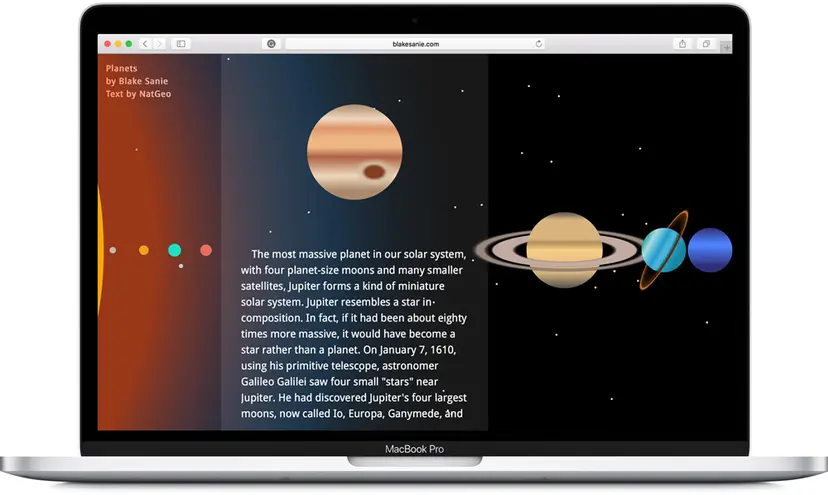 blakesanie.com
Planets
by Blake Sanie
Text by NatGeo
The most massive planet in our solar system,
with four planet-size moons and many smaller
satellites, Jupiter forms a kind of miniature
solar system. Jupiter resembles a star in
composition. In fact, if it had been about eighty
times more massive, it would have become a
star rather than a planet. On January 7, 1610,
using his primitive telescope, astronomer
Galileo Galilei saw four small "stars" near
Jupiter. He had discovered Jupiter's four largest
moons, now called Io, Europa, Ganymede, and
MacBook Pro